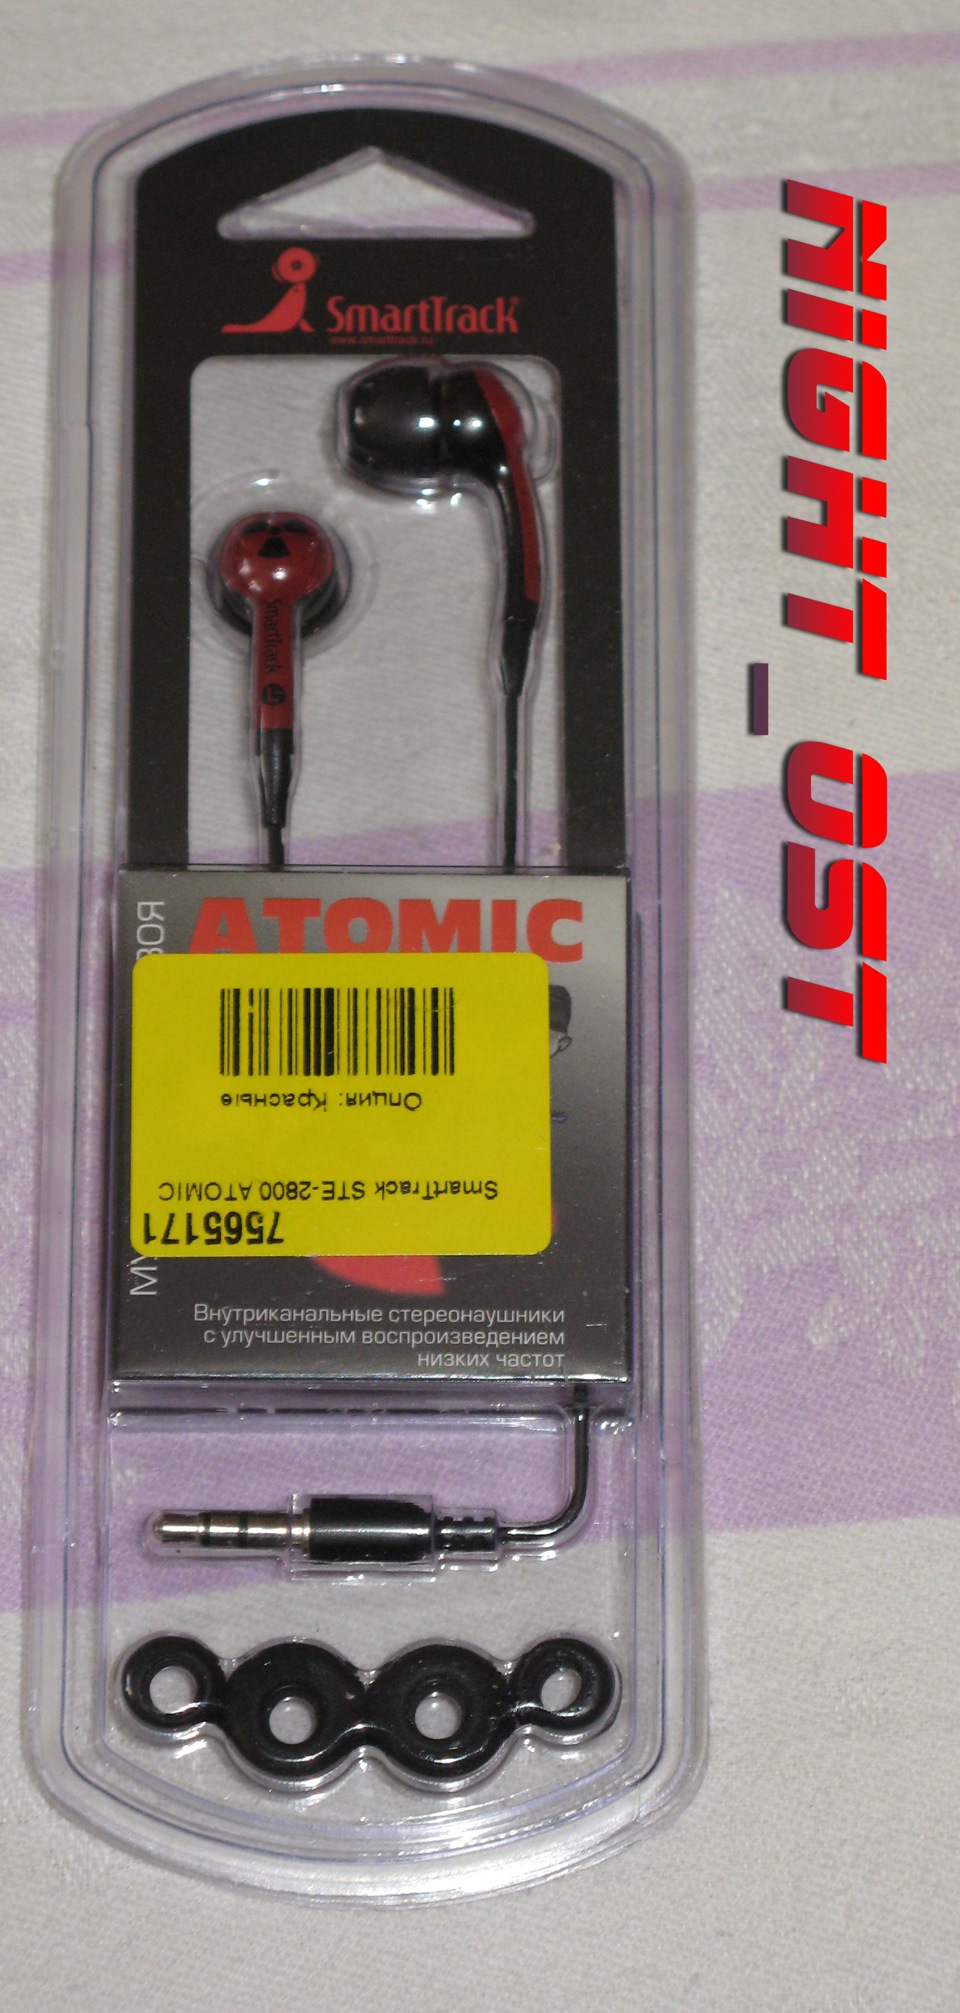 SmartTrack
www.smarttrack.ru
SmartTrack
ATOMIC
Опция: Красные
SmartTrack STE-2800 ATOMIC
7565171
Внутриканальные стереонаушники
с улучшенным воспроизведением
низких частот
NIGHT_OST